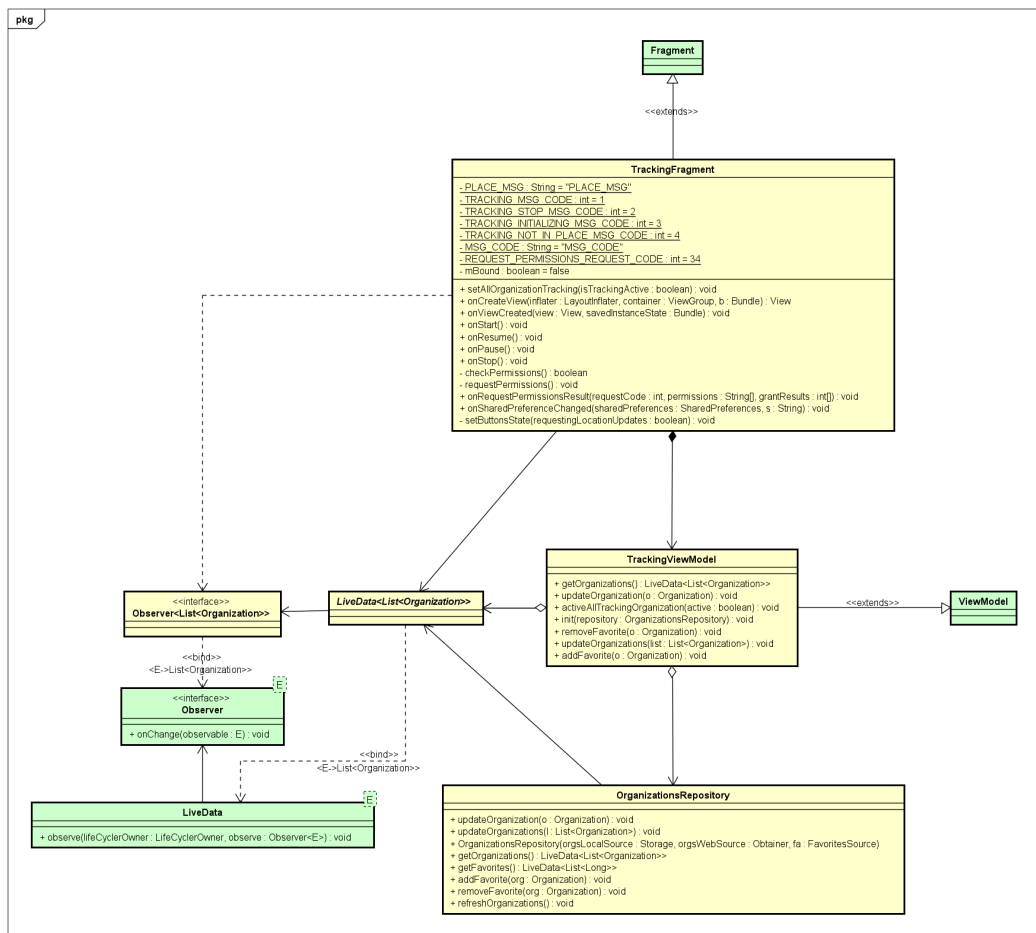 pkg
Fragment
<<extends>>
TrackingFragment
- PLACE_MSG : String = "PLACE_MSG"
- TRACKING_MSG_CODE : int = 1
- TRACKING_STOP_MSG_CODE : int = 2
- TRACKING_INITIALIZING_MSG_CODE : int = 3
- TRACKING_NOT_IN_PLACE_MSG_CODE : int = 4
- MSG_CODE : String = "MSG_CODE"
- REQUEST_PERMISSIONS_REQUEST_CODE : int = 34
- mBound : boolean = false
+ setAllOrganizationTracking(isTrackingActive : boolean) : void
+ onCreateView(inflater : LayoutInflater, container : ViewGroup, b : Bundle) : View
+ onViewCreated(view : View, savedInstanceState : Bundle) : void
+ onStart() : void
+ onResume() : void
+ onPause() : void
+ onStop() : void
- checkPermissions() : boolean
- requestPermissions() : void
+ onRequestPermissionsResult(requestCode : int, permissions : String[], grantResults : int[]) : void
+ onSharedPreferenceChanged(sharedPreferences : SharedPreferences, s : String) : void
- setButtonsState(requestingLocationUpdates : boolean) : void
TrackingViewModel
+ getOrganizations() : LiveData<List<Organization>>
+ updateOrganization(o : Organization) : void
+ activeAllTrackingOrganization(active : boolean) : void
+ init(repository : OrganizationsRepository) : void
+ removeFavorite(o : Organization) : void
+ updateOrganizations(list : List<Organization>) : void
+ addFavorite(o : Organization) : void
<<extends>>
ViewModel
<<interface>>
Observer<List<Organization>>
LiveData<List<Organization>>
<<bind>>
<E->List<Organization>>
E
<<interface>>
Observer
+ onChange(observable : E) : void
<<bind>>
<E->List<Organization>>
E
LiveData
+ observe(lifeCyclerOwner : LifeCyclerOwner, observe : Observer<E>) : void
OrganizationsRepository
+ updateOrganization(o : Organization) : void
+ updateOrganizations(l : List<Organization>) : void
+ OrganizationsRepository(orgsLocalSource : Storage, orgsWebSource : Obtainer, fa : FavoritesSource)
+ getOrganizations() : LiveData<List<Organization>>
+ getFavorites() : LiveData<List<Long>>
+ addFavorite(org : Organization) : void
+ removeFavorite(org : Organization) : void
+ refreshOrganizations() : void